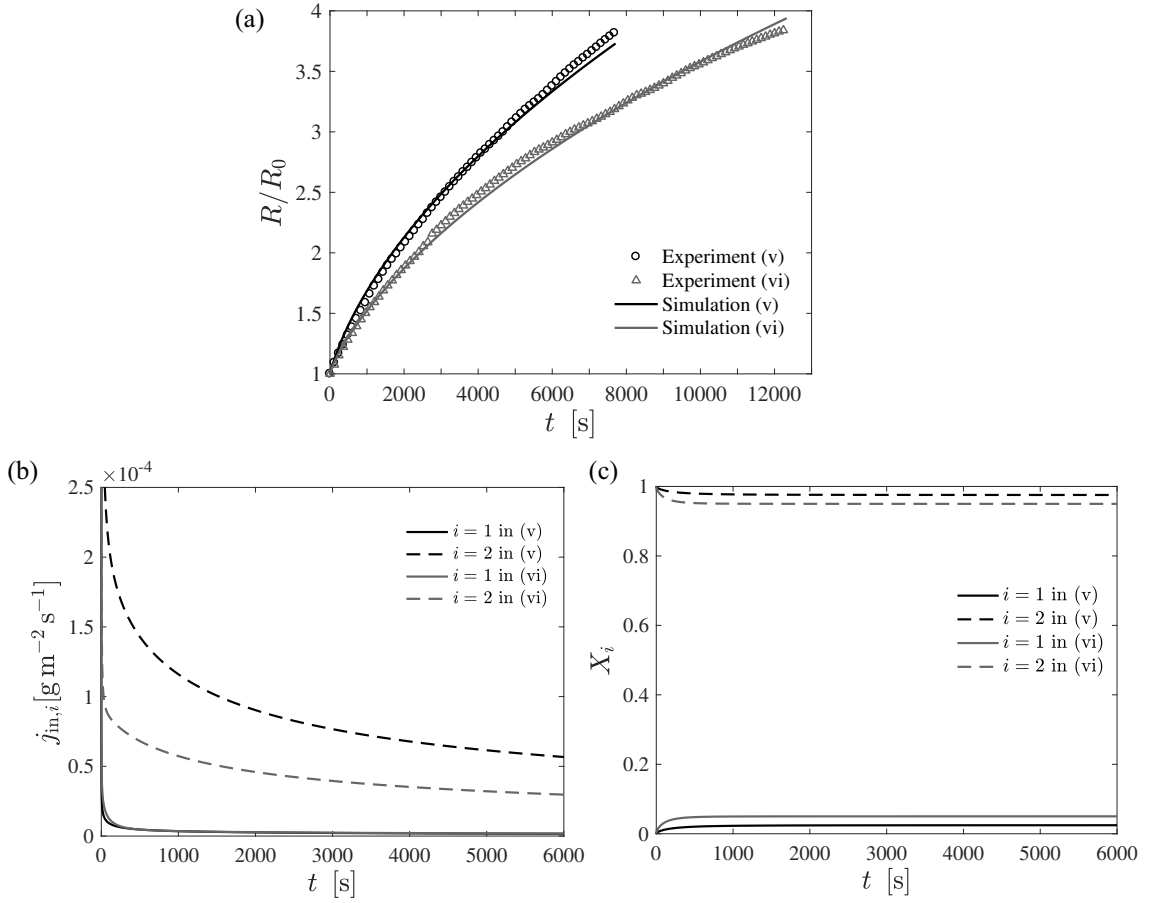 (a)
4
3.5
3
2.5
2
1.5
1
R/R0
0 2000 4000 6000 8000 10000 12000
t [s]
Experiment (v)
Experiment (vi)
Simulation (v)
Simulation (vi)
(b)
×10⁻⁴
2.5
2
1.5
1
0.5
0
j_in,i [g m⁻² s⁻¹]
0 1000 2000 3000 4000 5000 6000
t [s]
i = 1 in (v)
i = 2 in (v)
i = 1 in (vi)
i = 2 in (vi)
(c)
1
0.8
0.6
0.4
0.2
0
X_i
0 1000 2000 3000 4000 5000 6000
t [s]
i = 1 in (v)
i = 2 in (v)
i = 1 in (vi)
i = 2 in (vi)